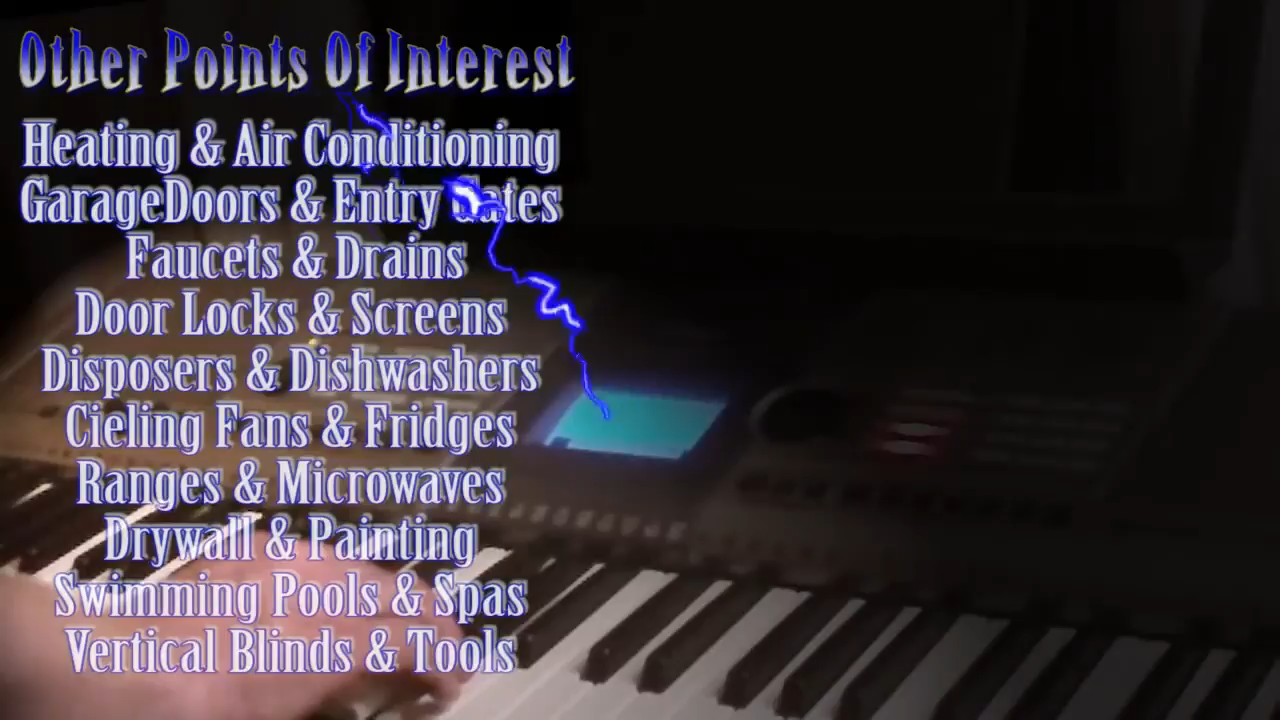 Other Points Of Interest
Heating & Air Conditioning
GarageDoors & Entry Gates
Faucets & Drains
Door Locks & Screens
Disposers & Dishwashers
Cieling Fans & Fridges
Ranges & Microwaves
Drywall & Painting
Swimming Pools & Spas
Vertical Blinds & Tools